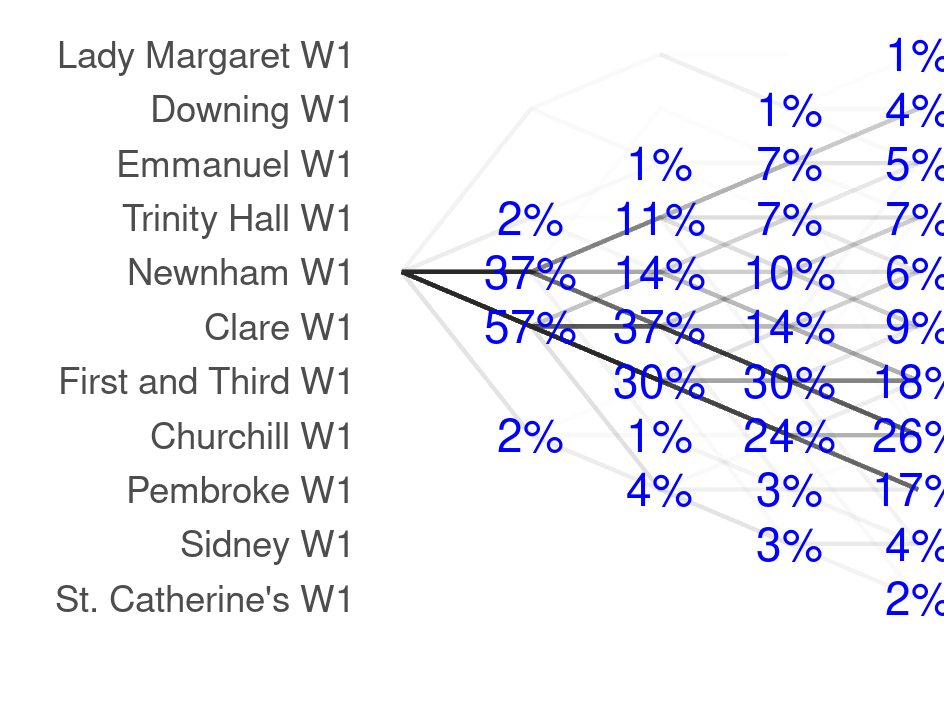 Lady Margaret W1 1%
Downing W1 1% 4%
Emmanuel W1 1% 7% 5%
Trinity Hall W1 2% 11% 7% 7%
Newnham W1 37% 14% 10% 6%
Clare W1 57% 37% 14% 9%
First and Third W1 30% 30% 18%
Churchill W1 2% 1% 24% 26%
Pembroke W1 4% 3% 17%
Sidney W1 3% 4%
St. Catherine's W1 2%